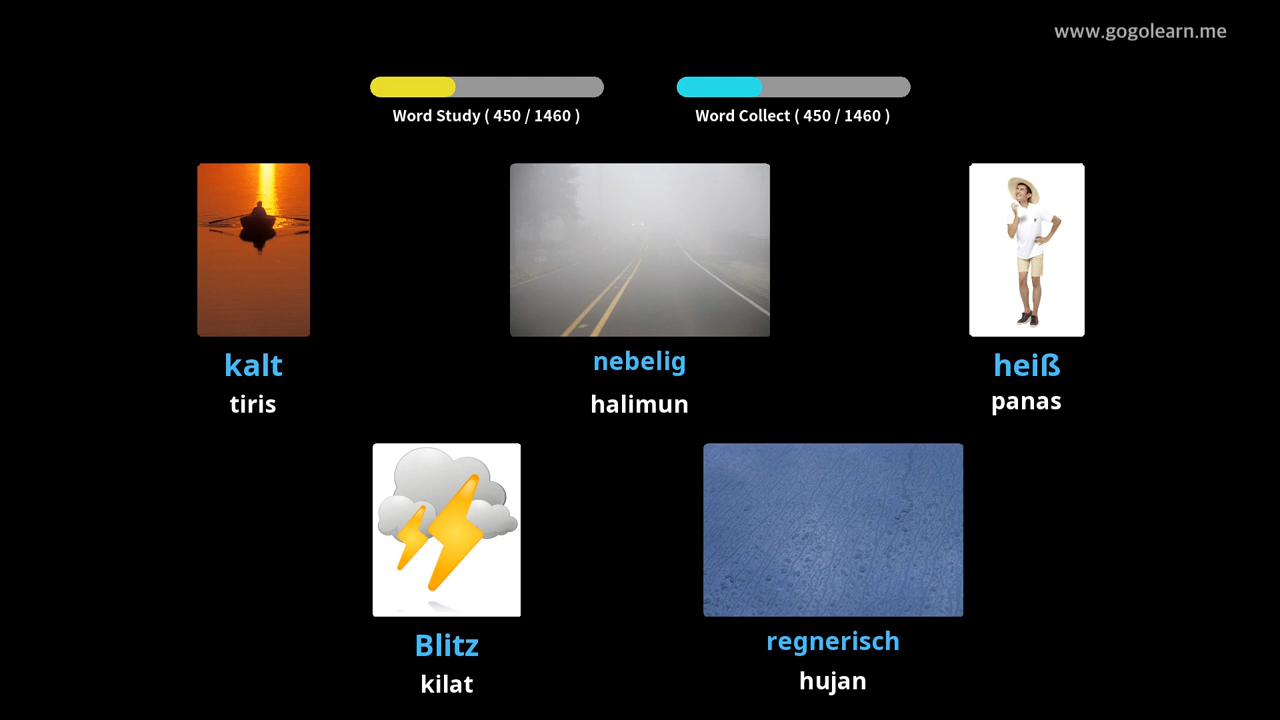 www.gogolearn.me
Word Study ( 450 / 1460 )
Word Collect ( 450 / 1460 )
kalt
tiris
nebelig
halimun
heiß
panas
Blitz
kilat
regnerisch
hujan